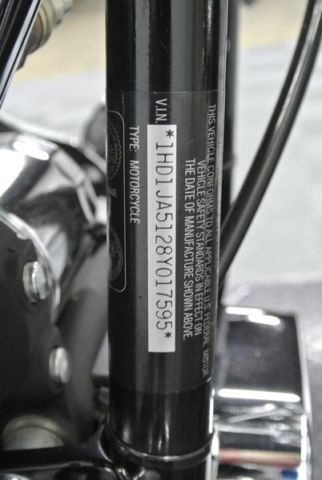 THIS VEHICLE CONFORMS TO ALL APPLICABLE U.S. FEDERAL MOTOR
VEHICLE SAFETY STANDARDS IN EFFECT ON
THE DATE OF MANUFACTURE SHOWN ABOVE.
V.I.N. *1HD1JA5128Y017595*
TYPE: MOTORCYCLE